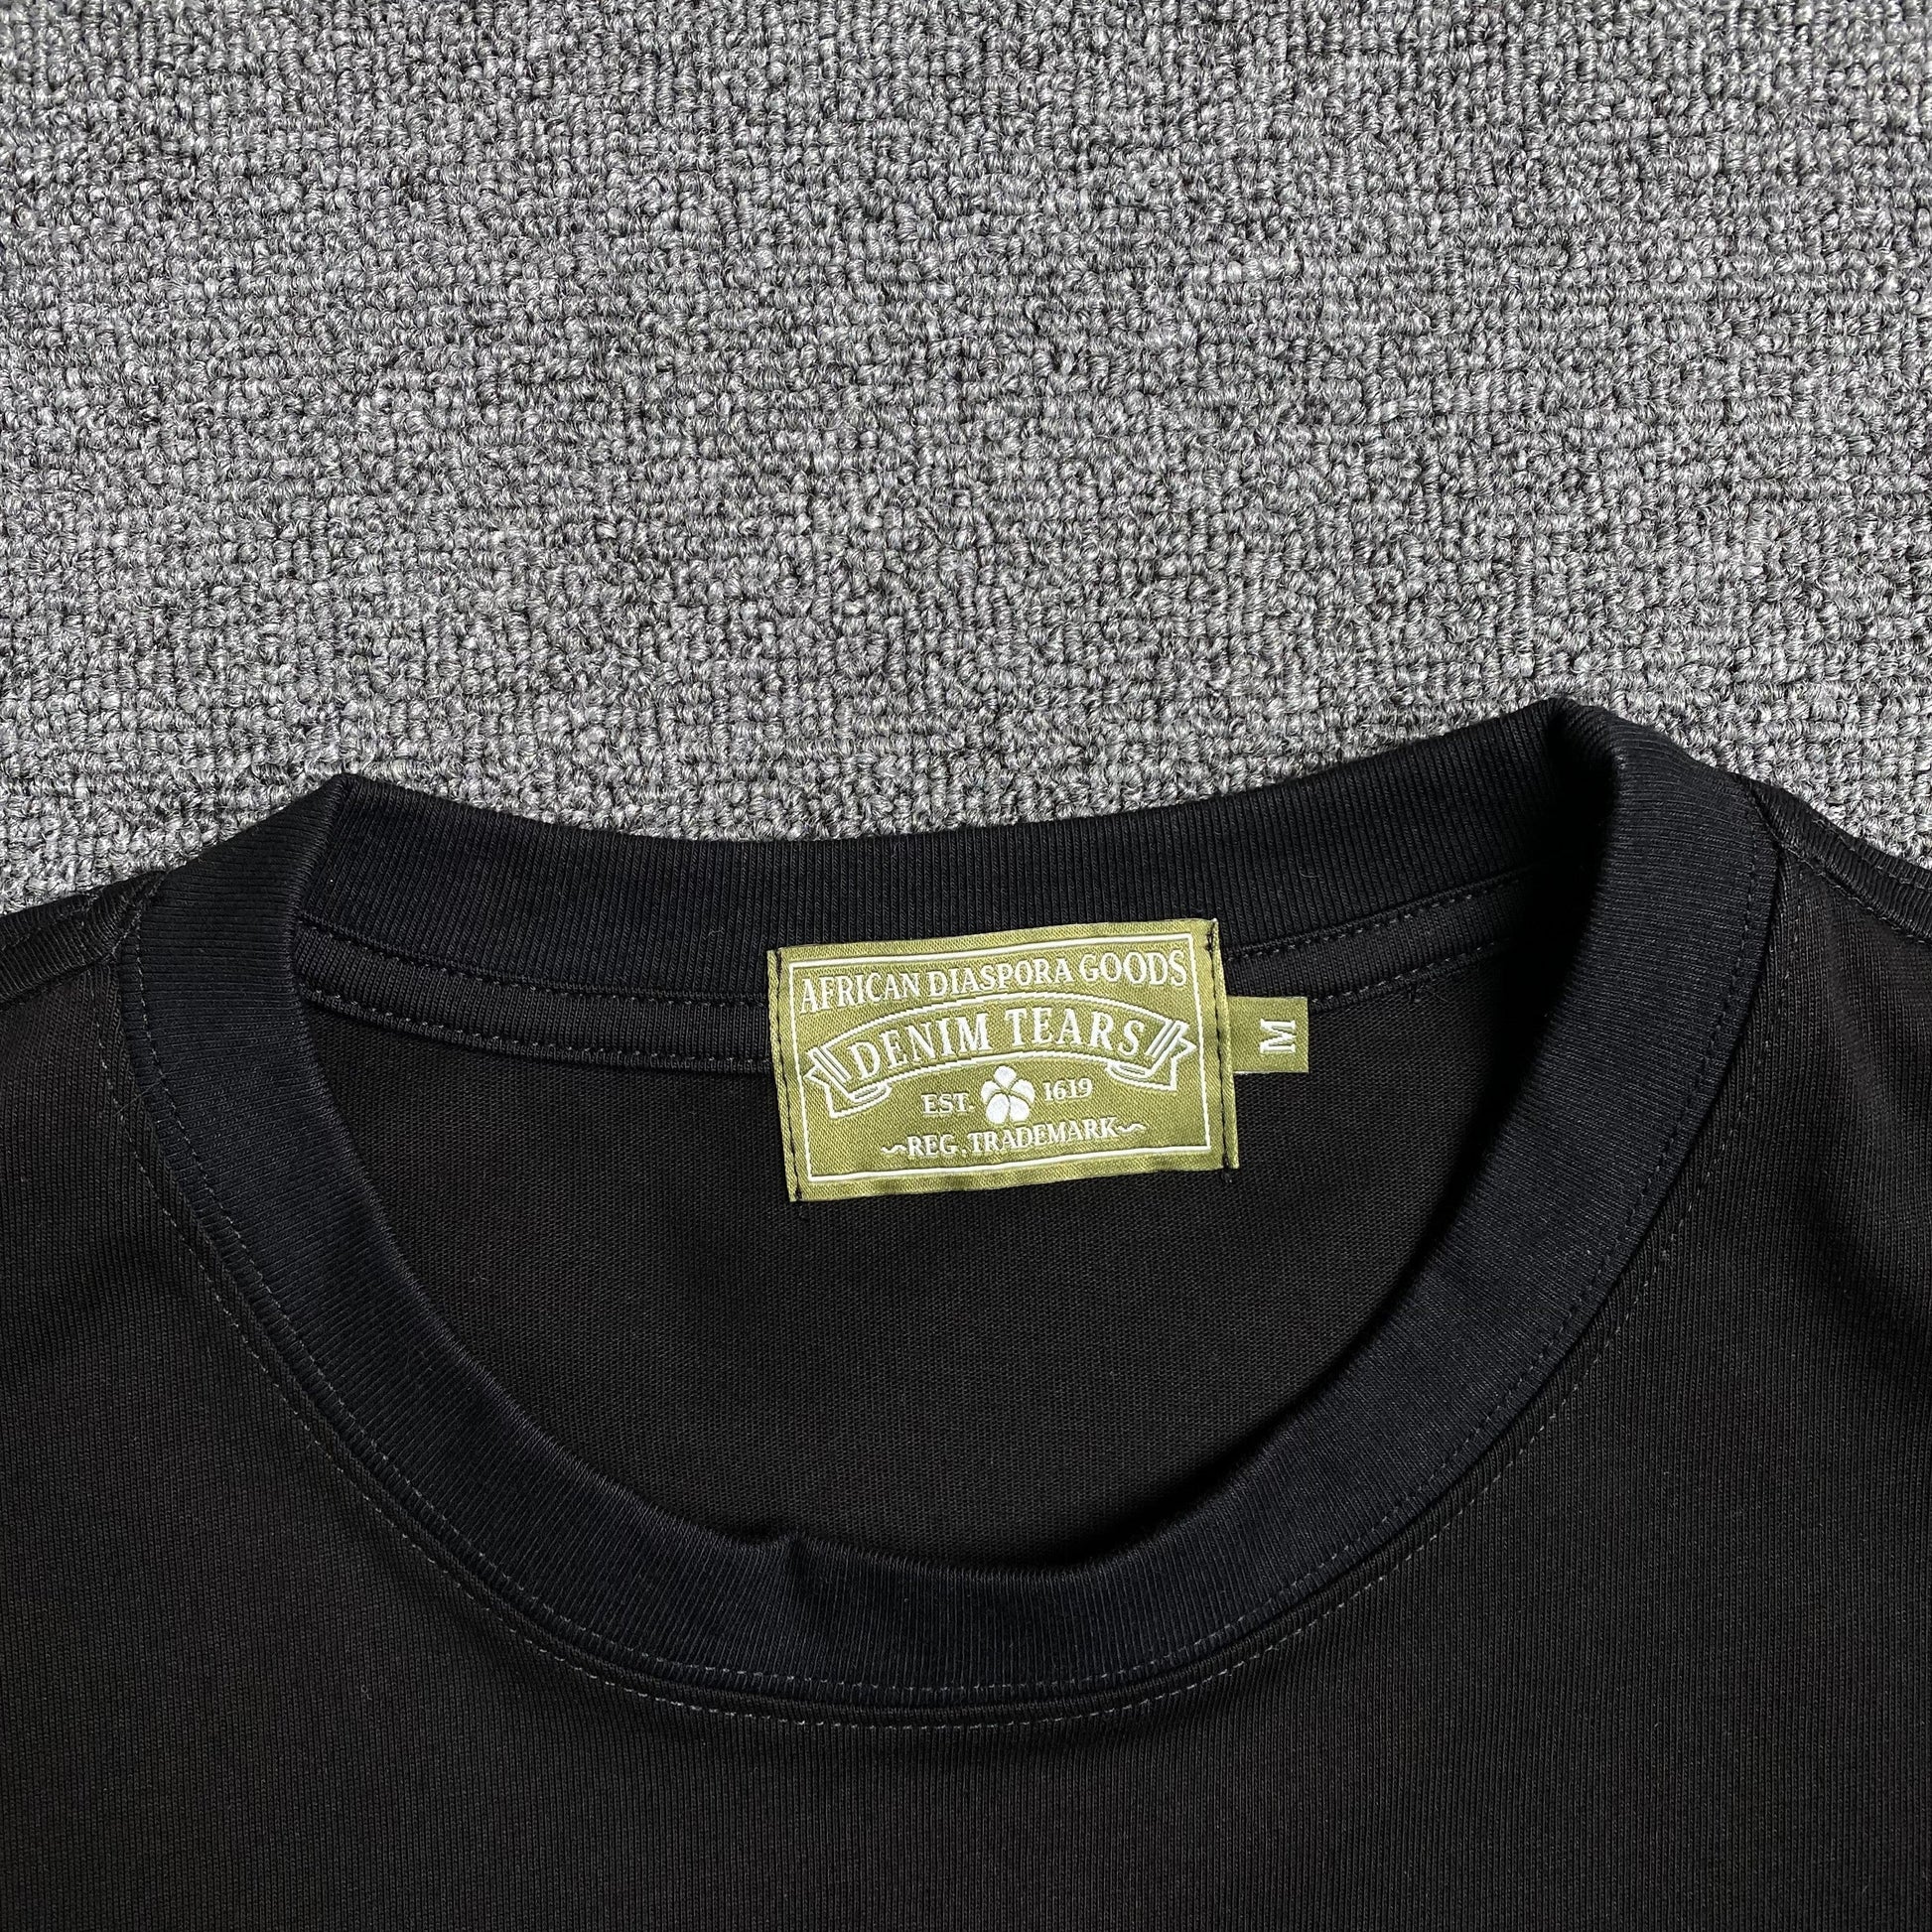 AFRICAN DIASPORA GOODS
DENIM TEARS
EST. 1619
~REG. TRADEMARK~
M